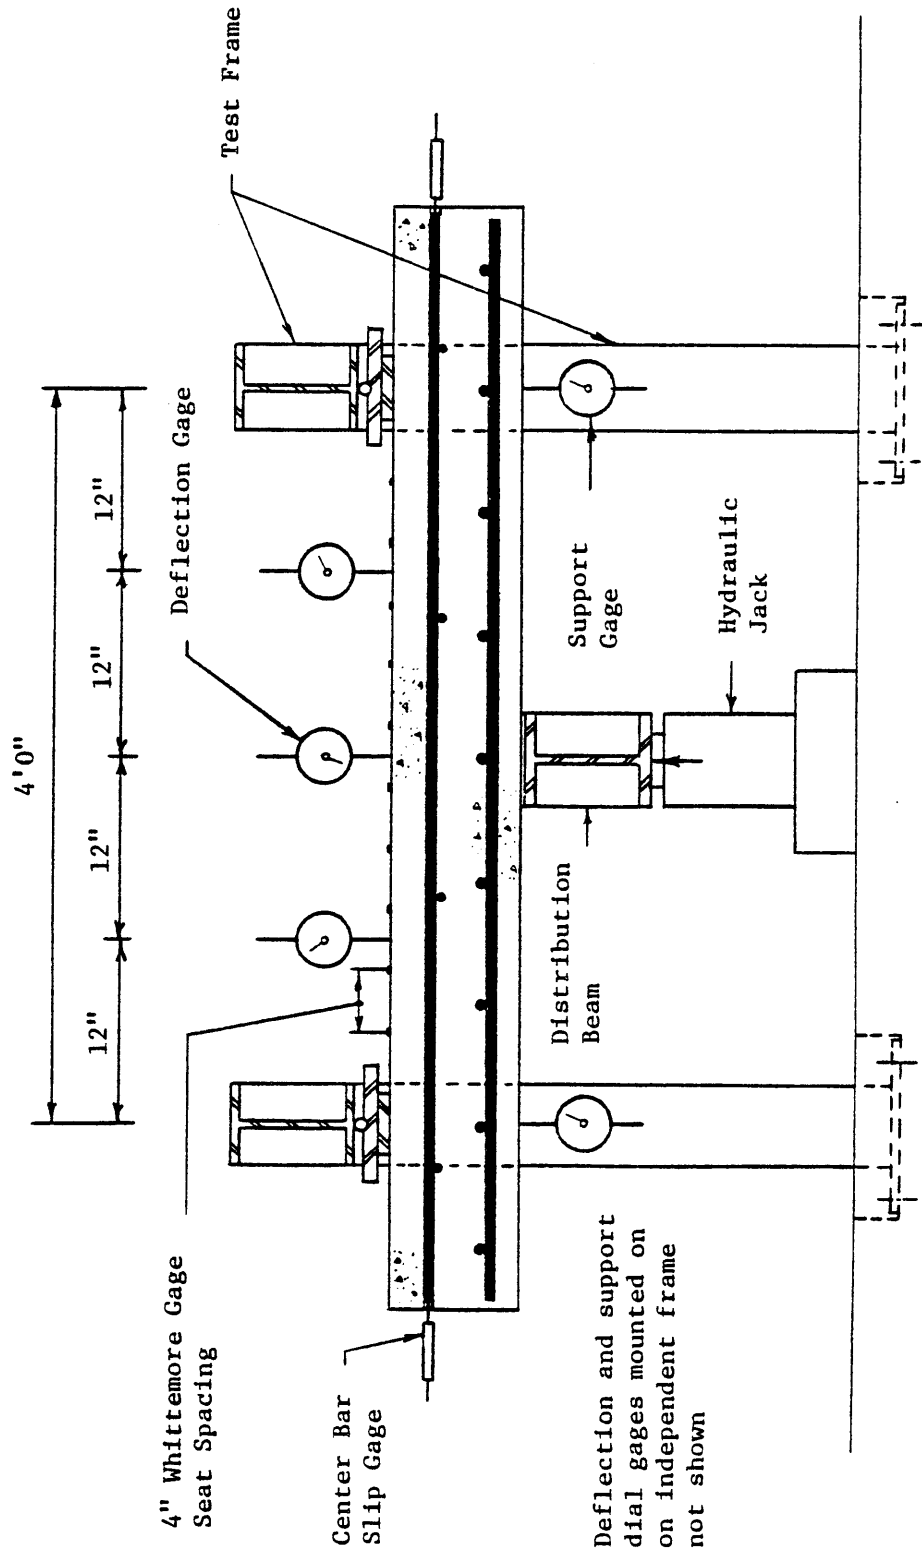 4'0"
12"
12"
12"
12"
Test Frame
Deflection Gage
4" Whittemore Gage
Seat Spacing
Center Bar
Slip Gage
Support
Gage
Hydraulic
Jack
Distribution
Beam
Deflection and support
dial gages mounted on
on independent frame
not shown